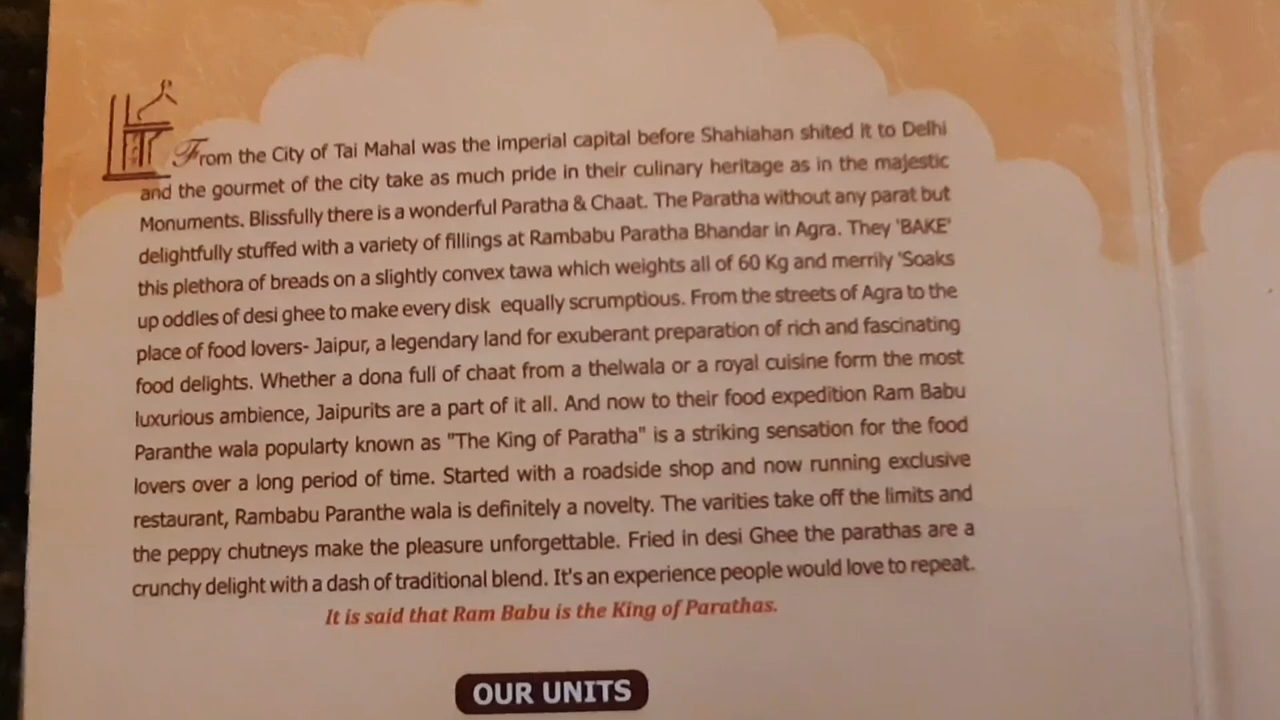 From the City of Tai Mahal was the imperial capital before Shahiahan shited it to Delhi
and the gourmet of the city take as much pride in their culinary heritage as in the majestic
Monuments. Blissfully there is a wonderful Paratha & Chaat. The Paratha without any parat but
delightfully stuffed with a variety of fillings at Rambabu Paratha Bhandar in Agra. They 'BAKE'
this plethora of breads on a slightly convex tawa which weights all of 60 Kg and merrily 'Soaks
up oddles of desi ghee to make every disk equally scrumptious. From the streets of Agra to the
place of food lovers- Jaipur, a legendary land for exuberant preparation of rich and fascinating
food delights. Whether a dona full of chaat from a thelwala or a royal cuisine form the most
luxurious ambience, Jaipurits are a part of it all. And now to their food expedition Ram Babu
Paranthe wala popularty known as "The King of Paratha" is a striking sensation for the food
lovers over a long period of time. Started with a roadside shop and now running exclusive
restaurant, Rambabu Paranthe wala is definitely a novelty. The varities take off the limits and
the peppy chutneys make the pleasure unforgettable. Fried in desi Ghee the parathas are a
crunchy delight with a dash of traditional blend. It's an experience people would love to repeat.
It is said that Ram Babu is the King of Parathas.
OUR UNITS